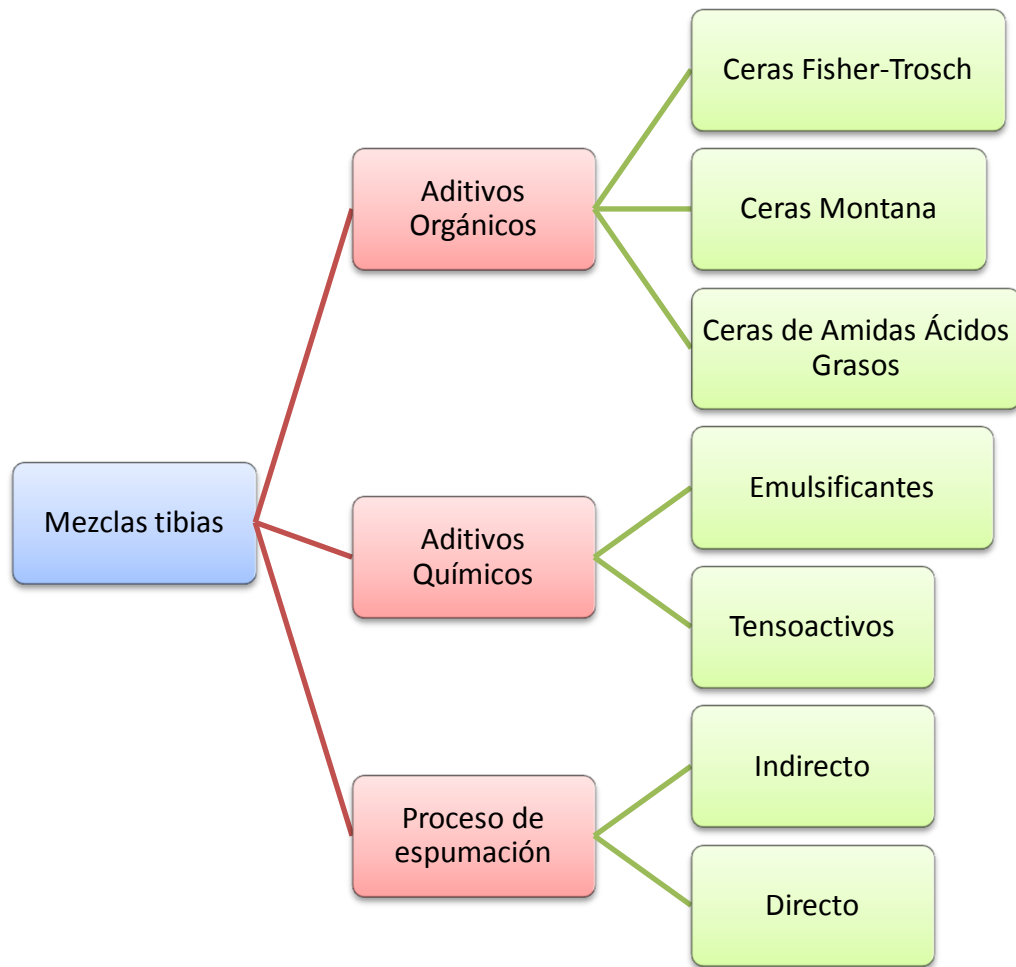 Mezclas tibias
Aditivos
Orgánicos
Ceras Fisher-Trosch
Ceras Montana
Ceras de Amidas Ácidos
Grasos
Aditivos
Químicos
Emulsificantes
Tensoactivos
Proceso de
espumación
Indirecto
Directo